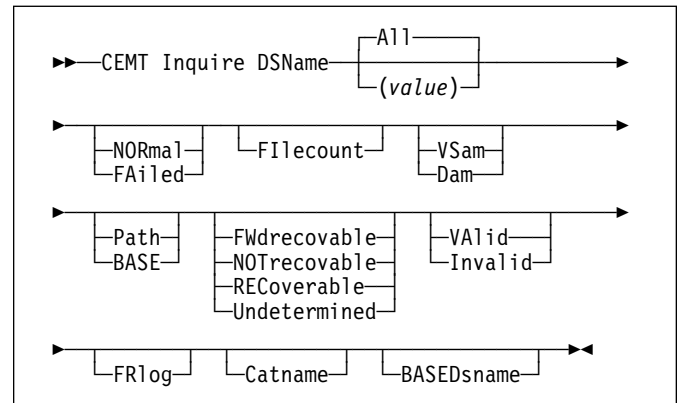 All
CEMT Inquire DSName
(value)
NORmal FIlecount VSam
FAiled Dam
Path FWdrecovable VAlid
BASE NOTrecovable Invalid
RECoverable
Undetermined
FRlog Catname BASEDsname